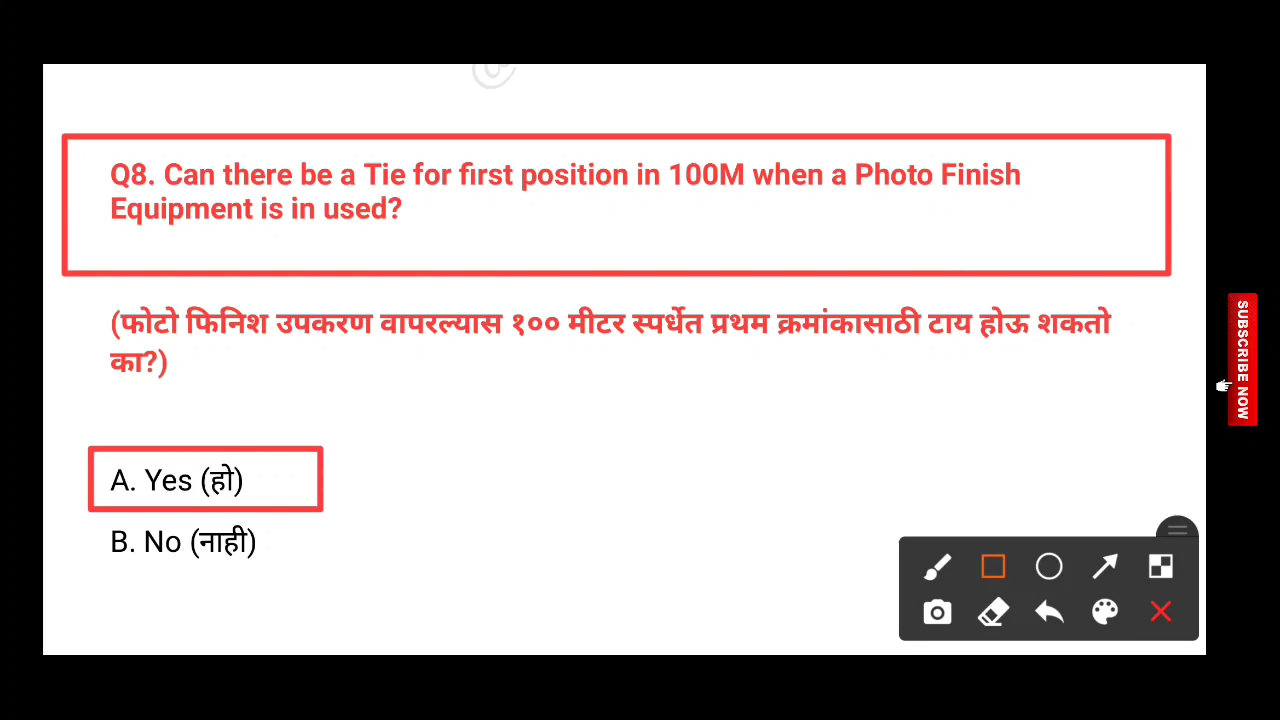 Q8. Can there be a Tie for first position in 100M when a Photo Finish
Equipment is in used?
(फोटो फिनिश उपकरण वापरल्यास १०० मीटर स्पर्धेत प्रथम क्रमांकासाठी टाय होऊ शकतो
का?)
A. Yes (हो)
B. No (नाही)
SUBSCRIBE NOW